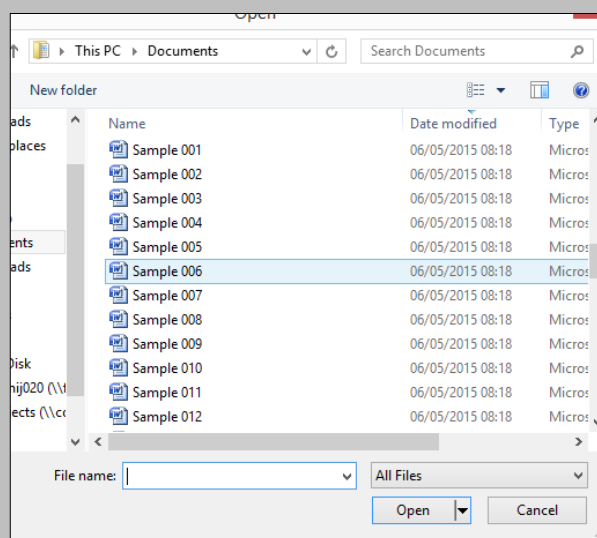 Open
This PC Documents Search Documents
New folder
ads
places
ents
ads
Disk
ects
Name Date modified Type
Sample 001 06/05/2015 08:18 Micros
Sample 002 06/05/2015 08:18 Micros
Sample 003 06/05/2015 08:18 Micros
Sample 004 06/05/2015 08:18 Micros
Sample 005 06/05/2015 08:18 Micros
Sample 006 06/05/2015 08:18 Micros
Sample 007 06/05/2015 08:18 Micros
Sample 008 06/05/2015 08:18 Micros
Sample 009 06/05/2015 08:18 Micros
Sample 010 06/05/2015 08:18 Micros
Sample 011 06/05/2015 08:18 Micros
Sample 012 06/05/2015 08:18 Micros
File name: All Files
Open Cancel